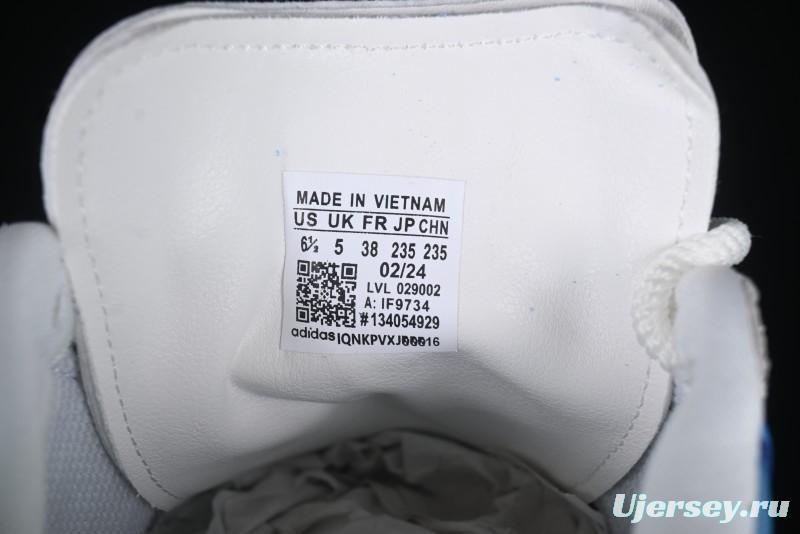 MADE IN VIETNAM
US UK FR JP CHN
6½ 5 38 235 235
02/24
LVL 029002
A: IF9734
#134054929
adidas
Ujersey.ru